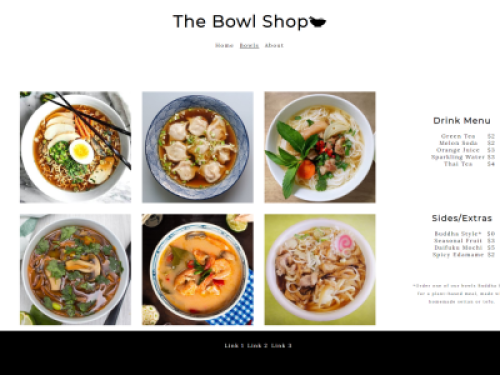 The Bowl Shop
Home Bowls About
Drink Menu
Green Tea $2
Melon Soda $2
Orange Juice $3
Sparkling Water $3
Thai Tea $4
Sides/Extras
Buddha Style* $0
Seasonal Fruit $3
Daifuku Mochi $5
Spicy Edamame $2
*Order one of our bowls Buddha
for a plant-based meal, made w
homemade seitan or tofu.
Link 1 Link 2 Link 3